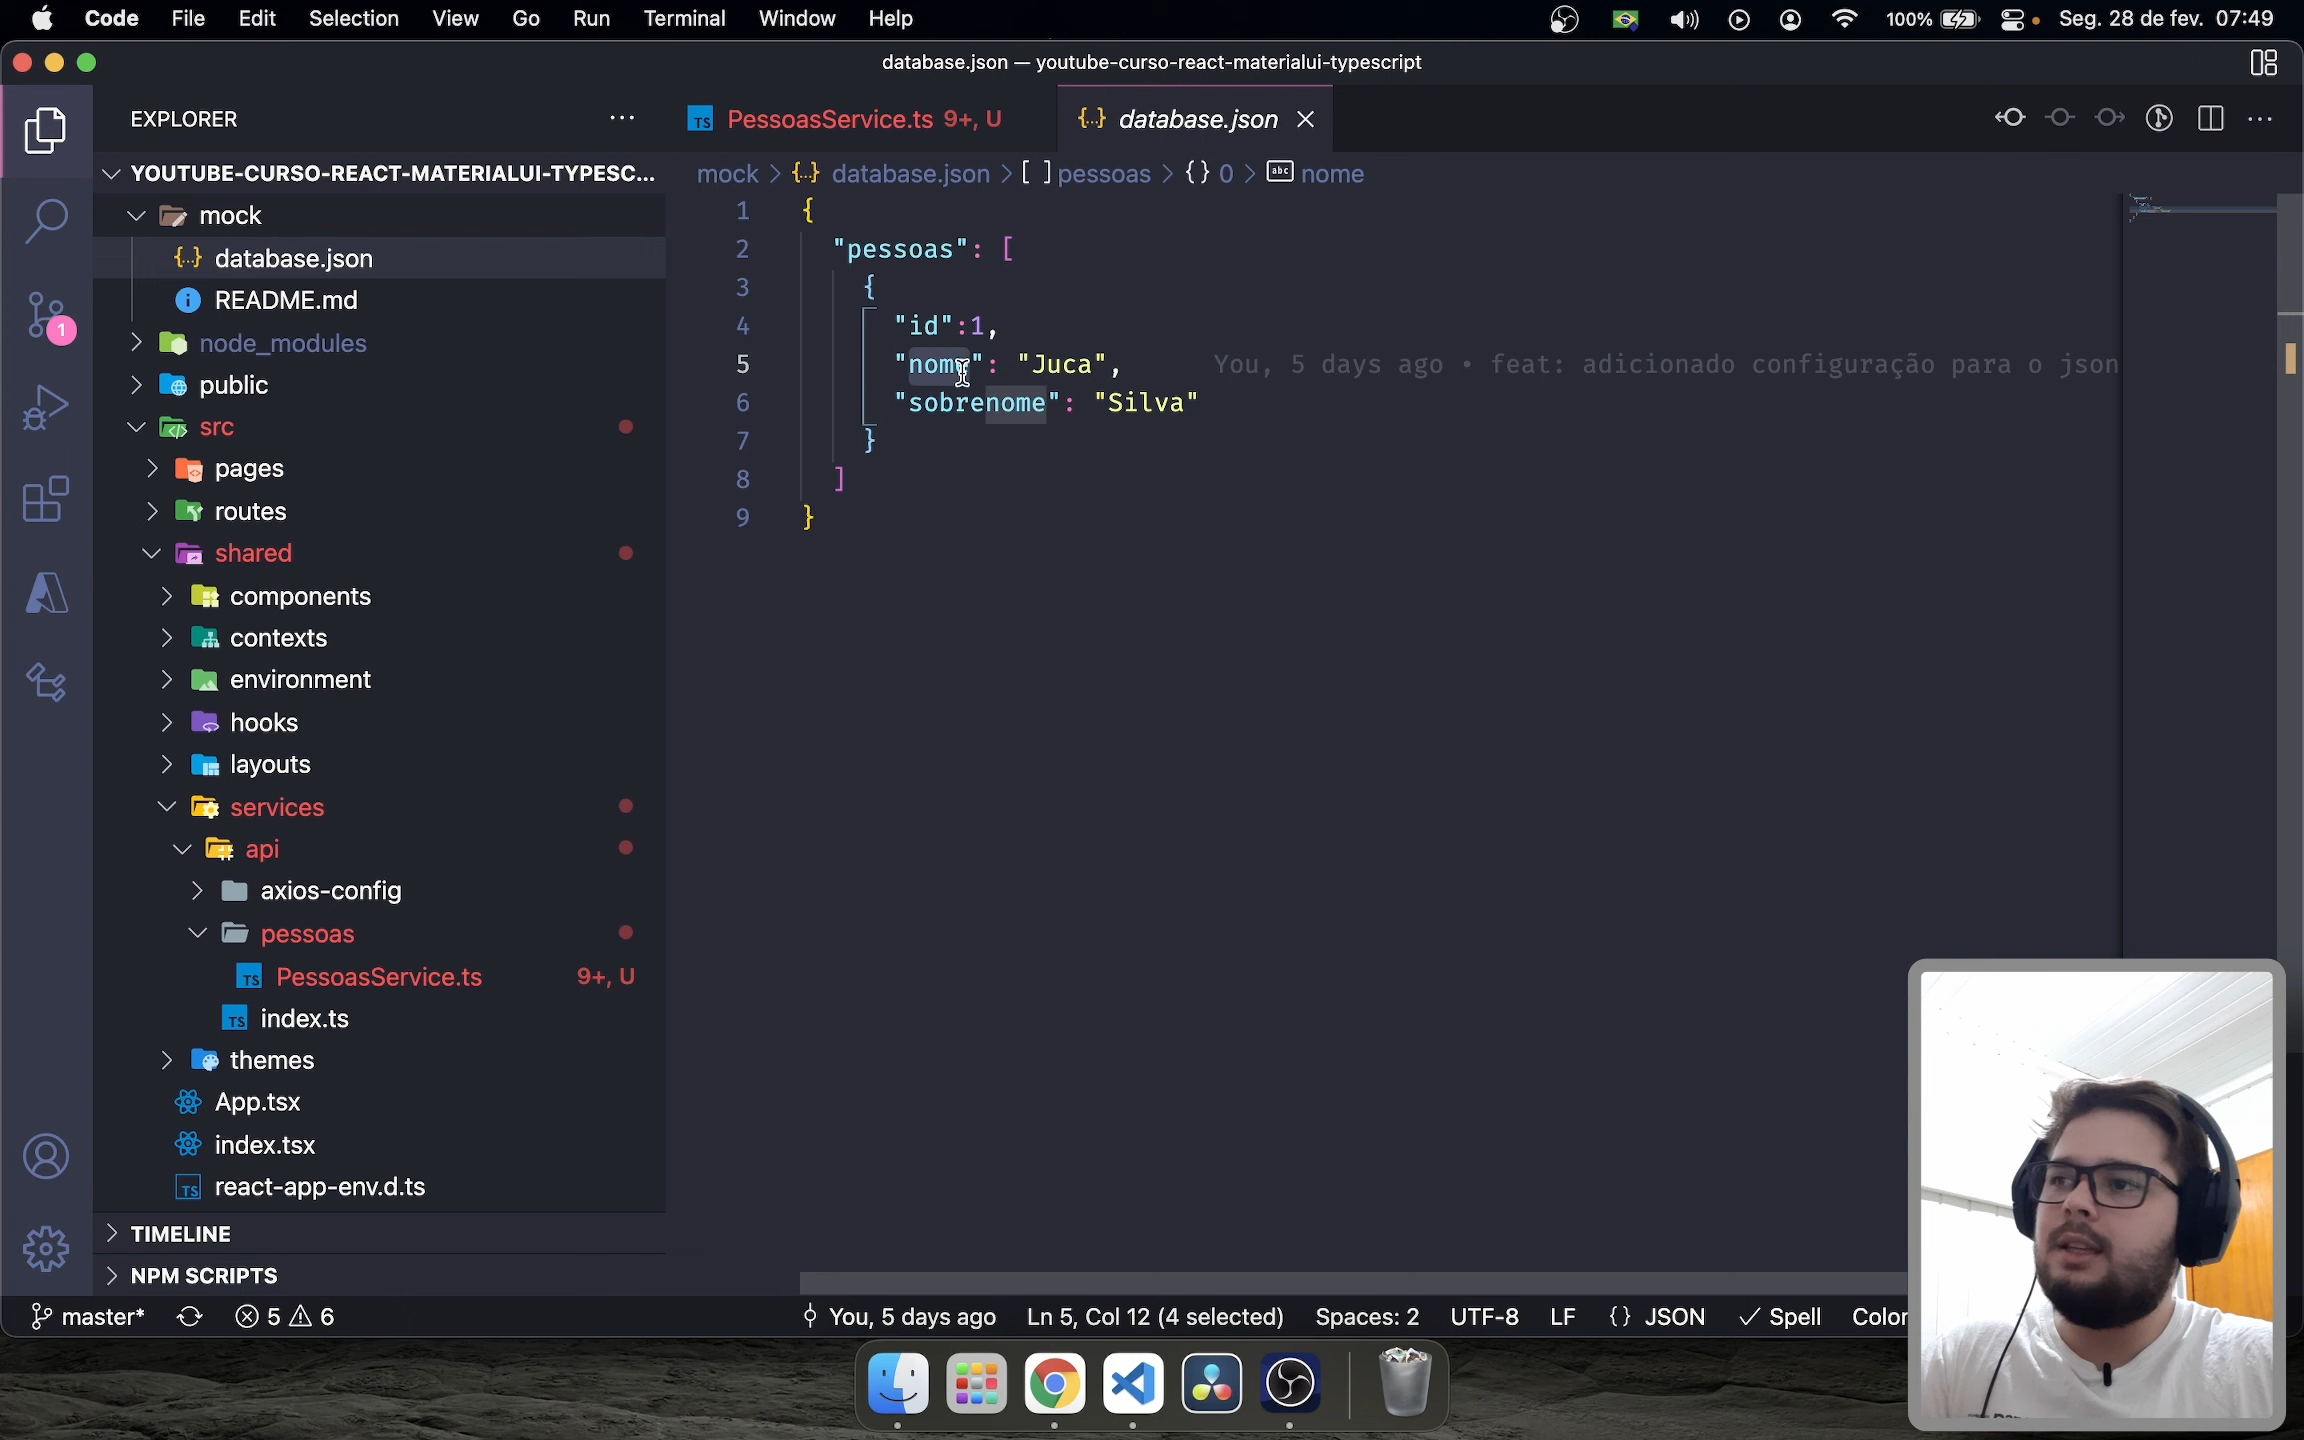 Code File Edit Selection View Go Run Terminal Window Help 100% Seg. 28 de fev. 07:49
database.json — youtube-curso-react-materialui-typescript
EXPLORER
YOUTUBE-CURSO-REACT-MATERIALUI-TYPESC...
mock
database.json
README.md
node_modules
public
src
pages
routes
shared
components
contexts
environment
hooks
layouts
services
api
axios-config
pessoas
PessoasService.ts 9+, U
index.ts
themes
App.tsx
index.tsx
react-app-env.d.ts
TIMELINE
NPM SCRIPTS
PessoasService.ts 9+, U database.json
mock > {..} database.json > [ ] pessoas > {} 0 > abc nome
1 {
2 "pessoas": [
3 {
4 "id":1,
5 "nome": "Juca", You, 5 days ago • feat: adicionado configuração para o json
6 "sobrenome": "Silva"
7 }
8 ]
9 }
master* 5 6 You, 5 days ago Ln 5, Col 12 (4 selected) Spaces: 2 UTF-8 LF {} JSON Spell Color